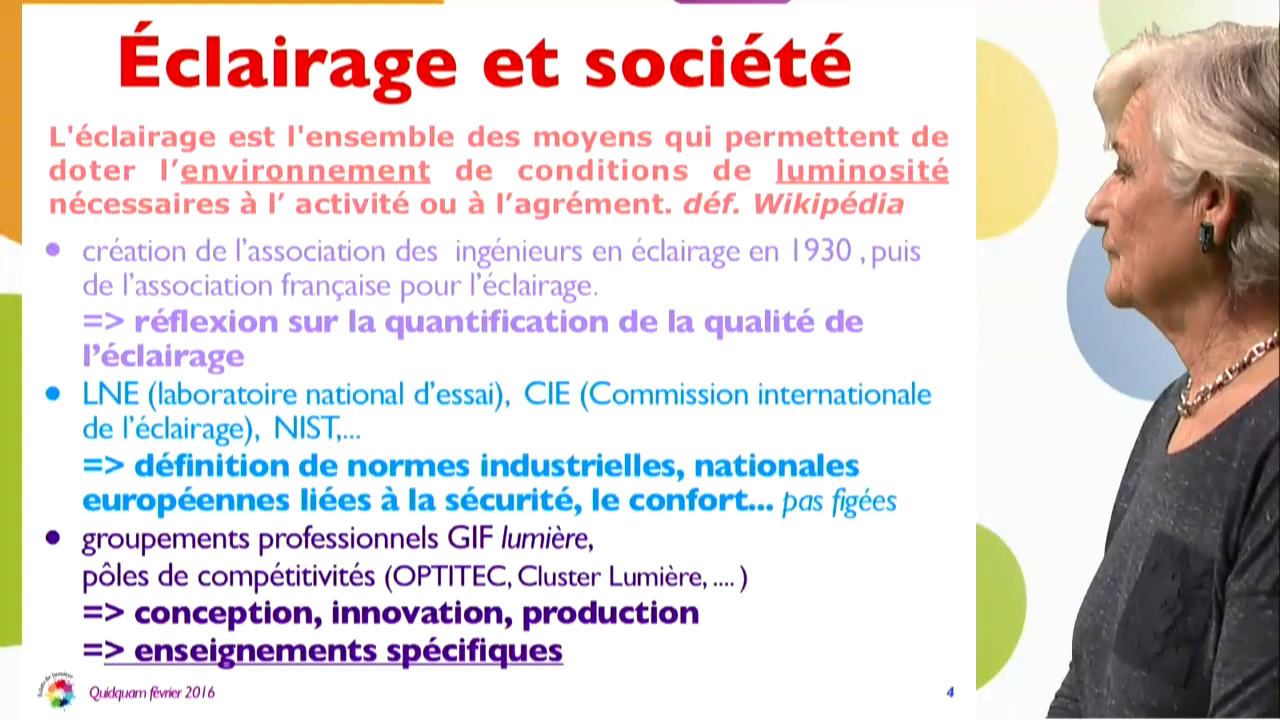 Éclairage et société
L'éclairage est l'ensemble des moyens qui permettent de
doter l’environnement de conditions de luminosité
nécessaires à l’ activité ou à l’agrément. déf. Wikipédia
• création de l’association des ingénieurs en éclairage en 1930 , puis
de l’association française pour l’éclairage.
=> réflexion sur la quantification de la qualité de
l’éclairage
• LNE (laboratoire national d’essai), CIE (Commission internationale
de l’éclairage), NIST,...
=> définition de normes industrielles, nationales
européennes liées à la sécurité, le confort... pas figées
• groupements professionnels GIF lumière,
pôles de compétitivités (OPTITEC, Cluster Lumière, .... )
=> conception, innovation, production
=> enseignements spécifiques
Quidquam février 2016
4